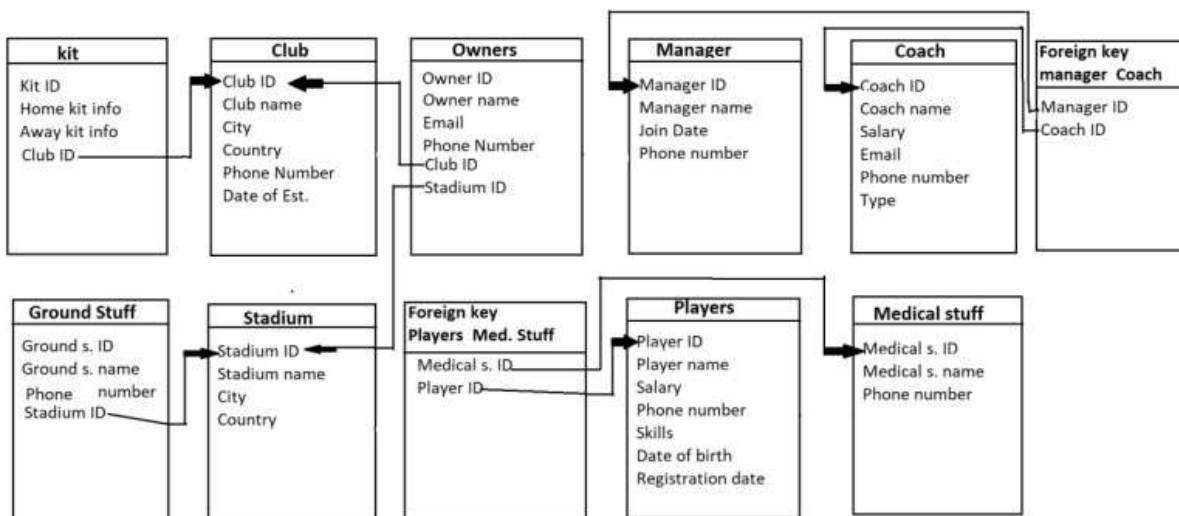 kit
Kit ID
Home kit info
Away kit info
Club ID
Club
Club ID
Club name
City
Country
Phone Number
Date of Est.
Owners
Owner ID
Owner name
Email
Phone Number
Club ID
Stadium ID
Manager
Manager ID
Manager name
Join Date
Phone number
Coach
Coach ID
Coach name
Salary
Email
Phone number
Type
Foreign key
manager Coach
Manager ID
Coach ID
Ground Stuff
Ground s. ID
Ground s. name
Phone number
Stadium ID
Stadium
Stadium ID
Stadium name
City
Country
Foreign key
Players Med. Stuff
Medical s. ID
Player ID
Players
Player ID
Player name
Salary
Phone number
Skills
Date of birth
Registration date
Medical stuff
Medical s. ID
Medical s. name
Phone number